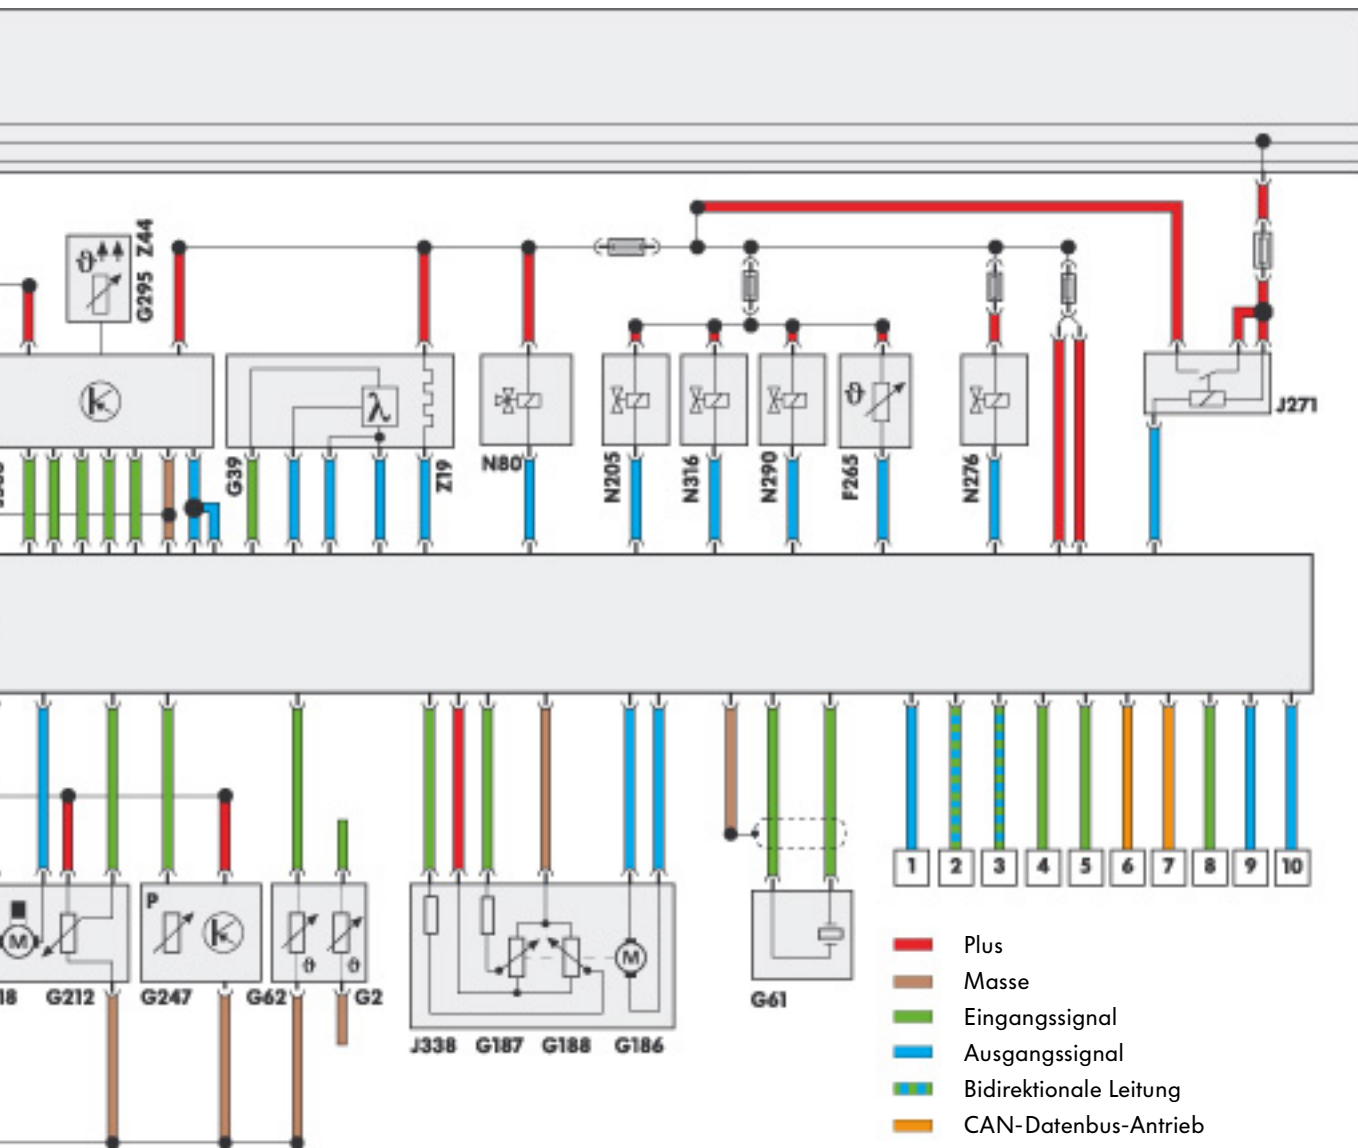 Z44
G295
G39
Z19
N80
N205
N316
N290
F265
N276
J271
1 2 3 4 5 6 7 8 9 10
P
M
M
λ
ϑ
ϑ
ϑ
ϑ
18 G212 G247 G62 G2
J338 G187 G188 G186
G61
Plus
Masse
Eingangssignal
Ausgangssignal
Bidirektionale Leitung
CAN-Datenbus-Antrieb